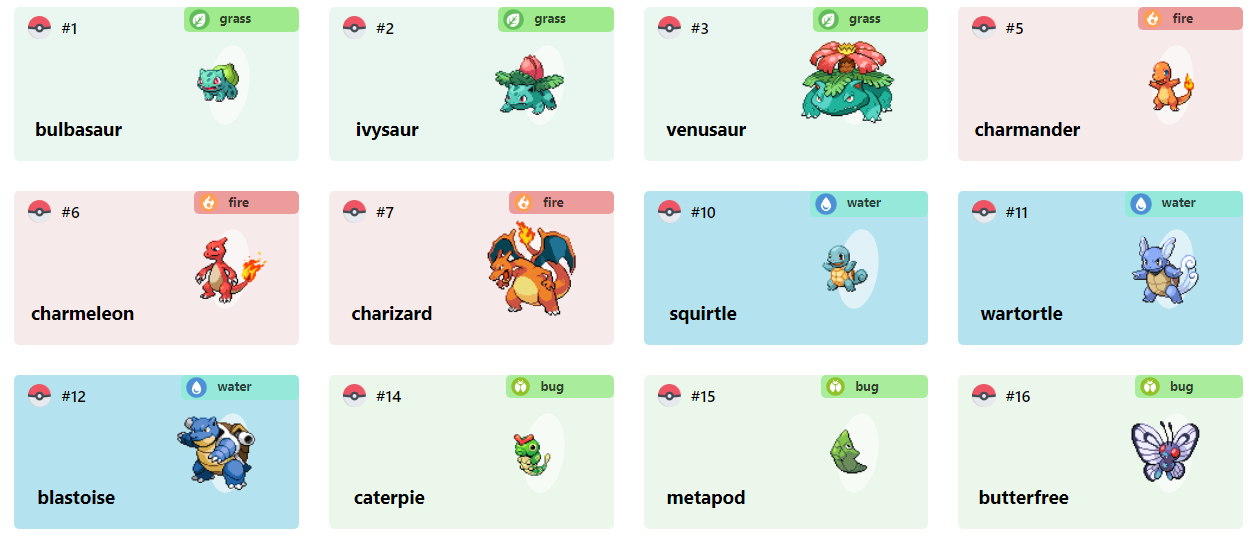 #1 grass
bulbasaur
#2 grass
ivysaur
#3 grass
venusaur
#5 fire
charmander
#6 fire
charmeleon
#7 fire
charizard
#10 water
squirtle
#11 water
wartortle
#12 water
blastoise
#14 bug
caterpie
#15 bug
metapod
#16 bug
butterfree